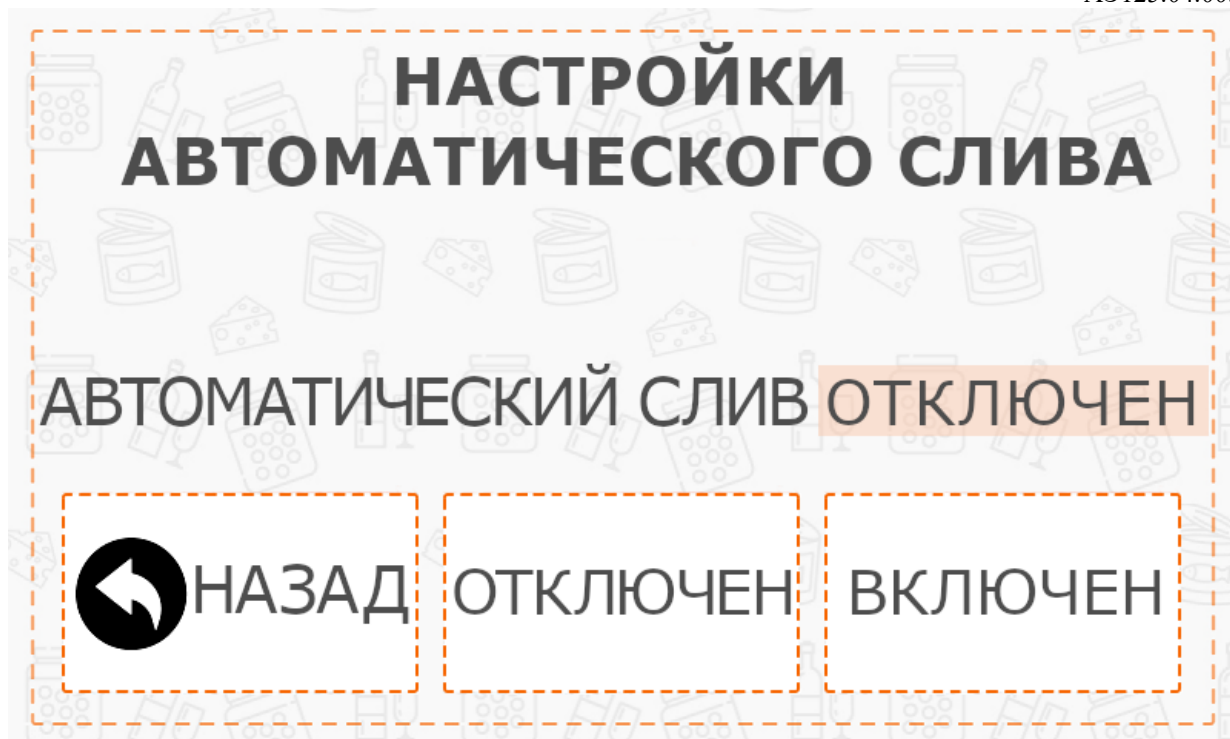 НАСТРОЙКИ
АВТОМАТИЧЕСКОГО СЛИВА
АВТОМАТИЧЕСКИЙ СЛИВ ОТКЛЮЧЕН
НАЗАД
ОТКЛЮЧЕН
ВКЛЮЧЕН